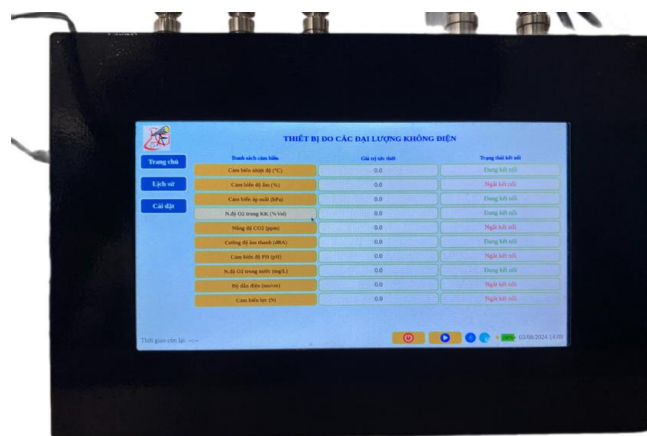 THIẾT BỊ DO CÁC ĐẠI LƯỢNG KHÔNG ĐIỆN
Trang chủ
Lịch sử
Cài đặt
Danh sách cảm biến Giá trị tức thời Trạng thái kết nối
Cảm biến nhiệt độ (°C) 0.0 Đang kết nối
Cảm biến độ ẩm (%) 0.0 Ngắt kết nối
Cảm biến áp suất (hPa) 0.0 Đang kết nối
N.độ O2 trong KK (%Vol) 0.0 Đang kết nối
Nồng độ CO2 (ppm) 0.0 Ngắt kết nối
Cường độ âm thanh (dBA) 0.0 Đang kết nối
Cảm biến độ PH (pH) 0.0 Ngắt kết nối
N.độ O2 trong nước (mg/L) 0.0 Đang kết nối
Độ dẫn điện 0.0 Ngắt kết nối
Cảm biến lực (N) 0.0 Ngắt kết nối
Thời gian còn lại: --:--
03/06/2024